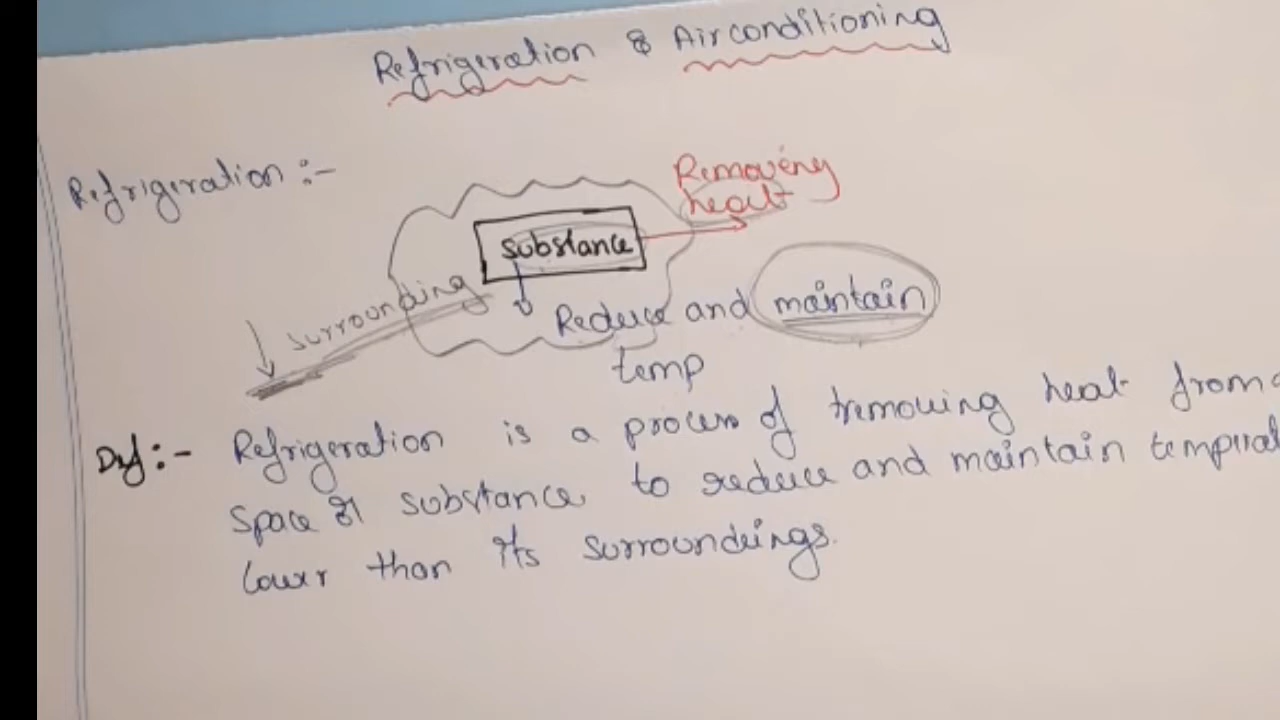 Refrigeration & Airconditioning
Refrigeration :-
Removing
heat
substance
surrounding
Reduce and maintain
temp
Def :- Refrigeration is a process of removing heat from
space or substance to reduce and maintain
lower than its surroundings.